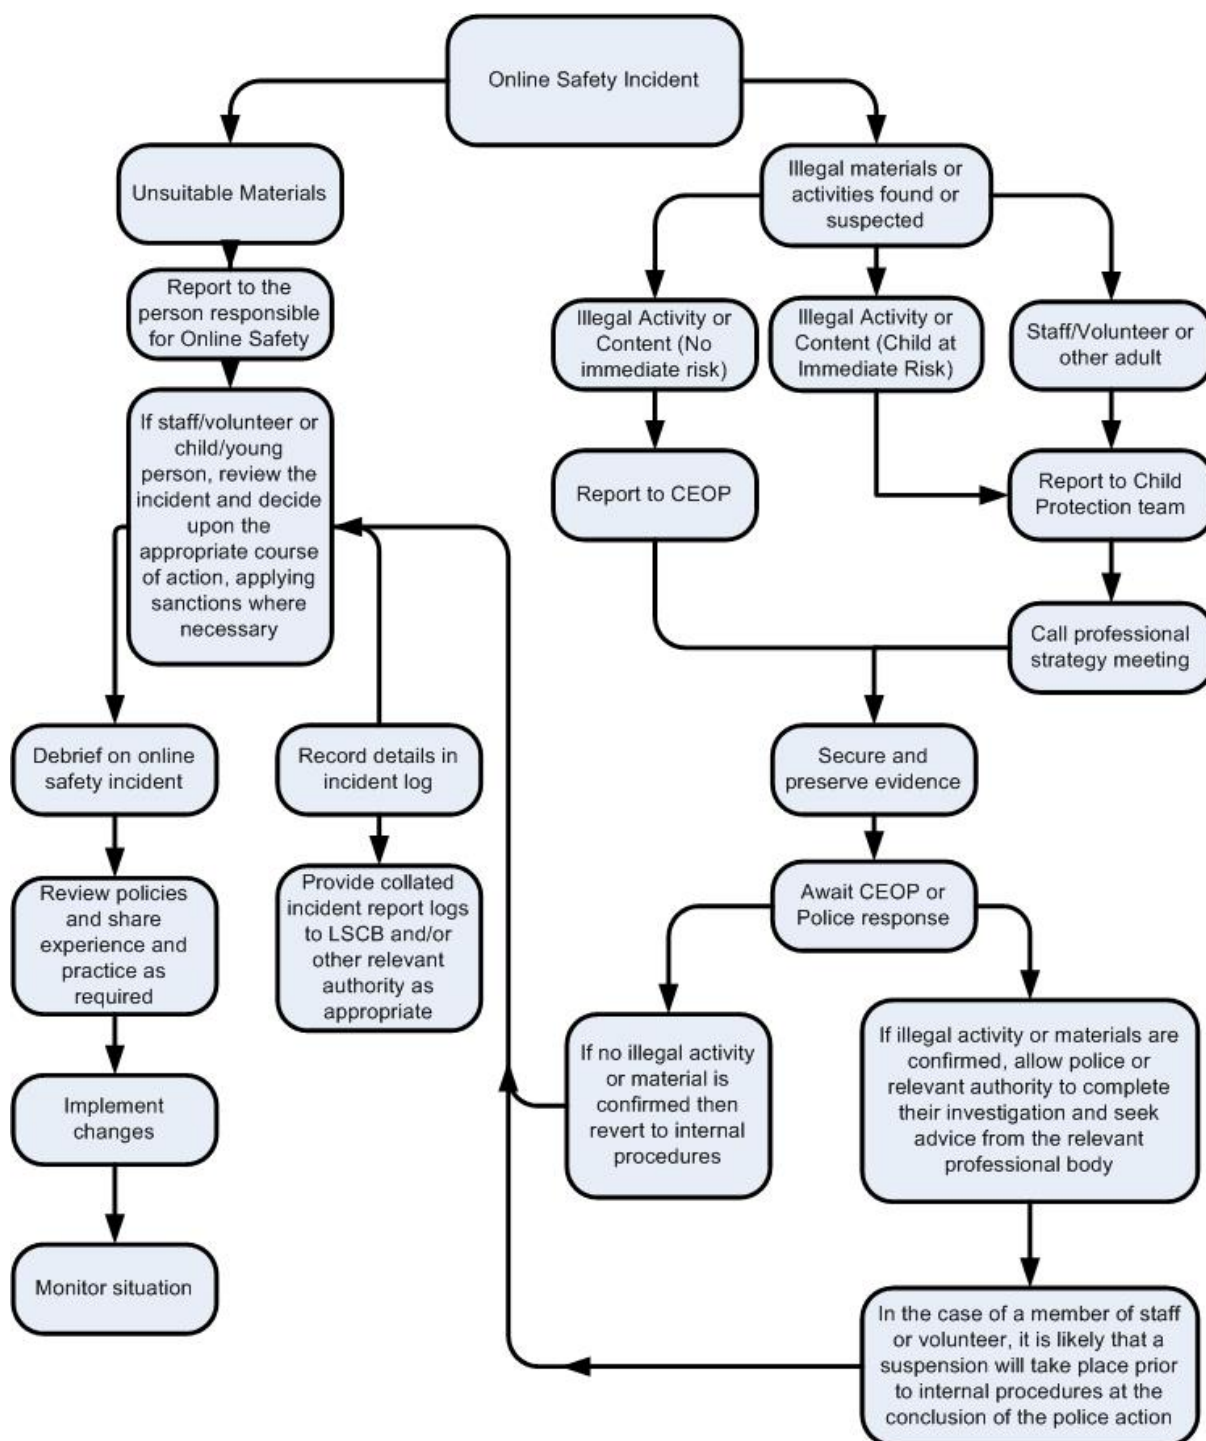 Online Safety Incident
Unsuitable Materials
Report to the
person responsible
for Online Safety
If staff/volunteer or
child/young
person, review the
incident and decide
upon the
appropriate course
of action, applying
sanctions where
necessary
Debrief on online
safety incident
Review policies
and share
experience and
practice as
required
Implement
changes
Monitor situation
Record details in
incident log
Provide collated
incident report logs
to LSCB and/or
other relevant
authority as
appropriate
Illegal materials or
activities found or
suspected
Illegal Activity or
Content (No
immediate risk)
Illegal Activity or
Content (Child at
Immediate Risk)
Staff/Volunteer or
other adult
Report to CEOP
Report to Child
Protection team
Call professional
strategy meeting
Secure and
preserve evidence
Await CEOP or
Police response
If no illegal activity
or material is
confirmed then
revert to internal
procedures
If illegal activity or materials are
confirmed, allow police or
relevant authority to complete
their investigation and seek
advice from the relevant
professional body
In the case of a member of staff
or volunteer, it is likely that a
suspension will take place prior
to internal procedures at the
conclusion of the police action